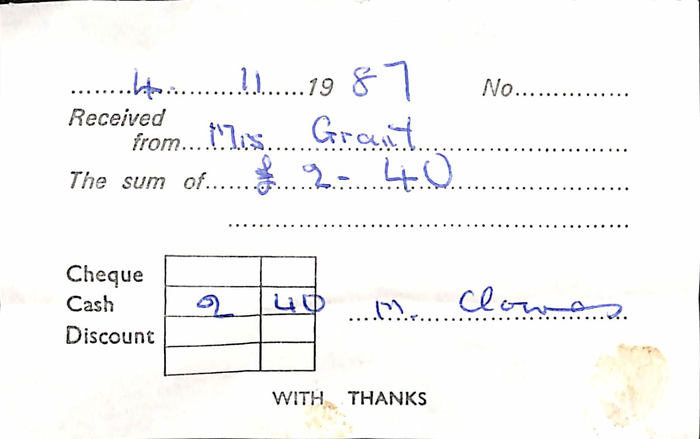 4. 11 1987 No.
Received
from Mrs Grant
The sum of £2-40
Cheque
Cash 2 40 M. Clowes
Discount
WITH THANKS